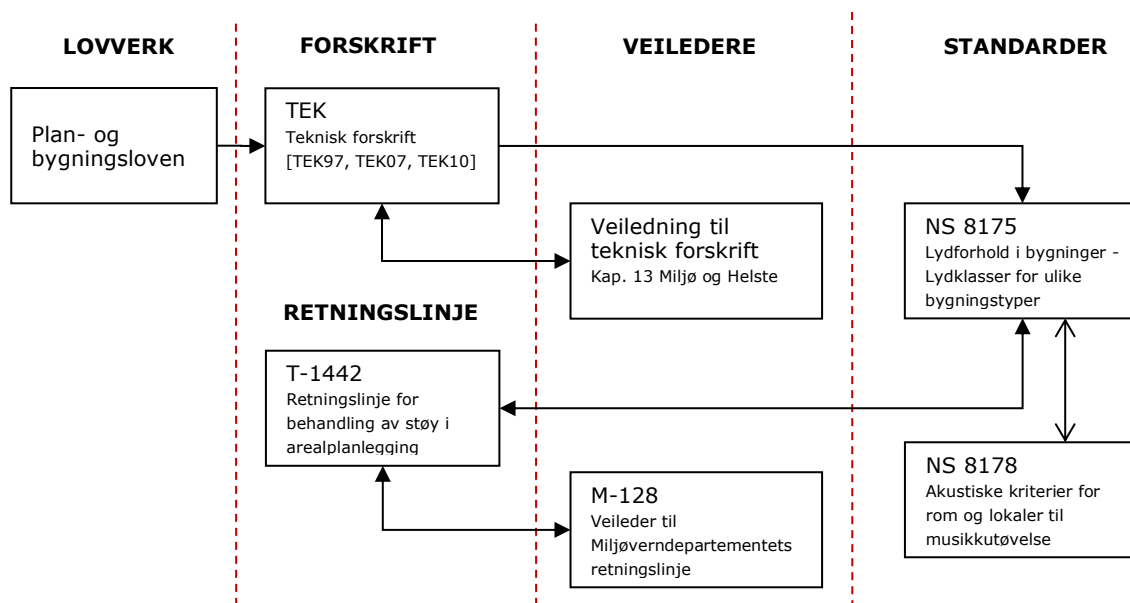 LOVVERK
FORSKRIFT
VEILEDERE
STANDARDER
Plan- og
bygningsloven
TEK
Teknisk forskrift
[TEK97, TEK07, TEK10]
Veiledning til
teknisk forskrift
Kap. 13 Miljø og Helste
NS 8175
Lydforhold i bygninger -
Lydklasser for ulike
bygningstyper
RETNINGSLINJE
T-1442
Retningslinje for
behandling av støy i
arealplanlegging
M-128
Veileder til
Miljøverndepartementets
retningslinje
NS 8178
Akustiske kriterier for
rom og lokaler til
musikkutøvelse